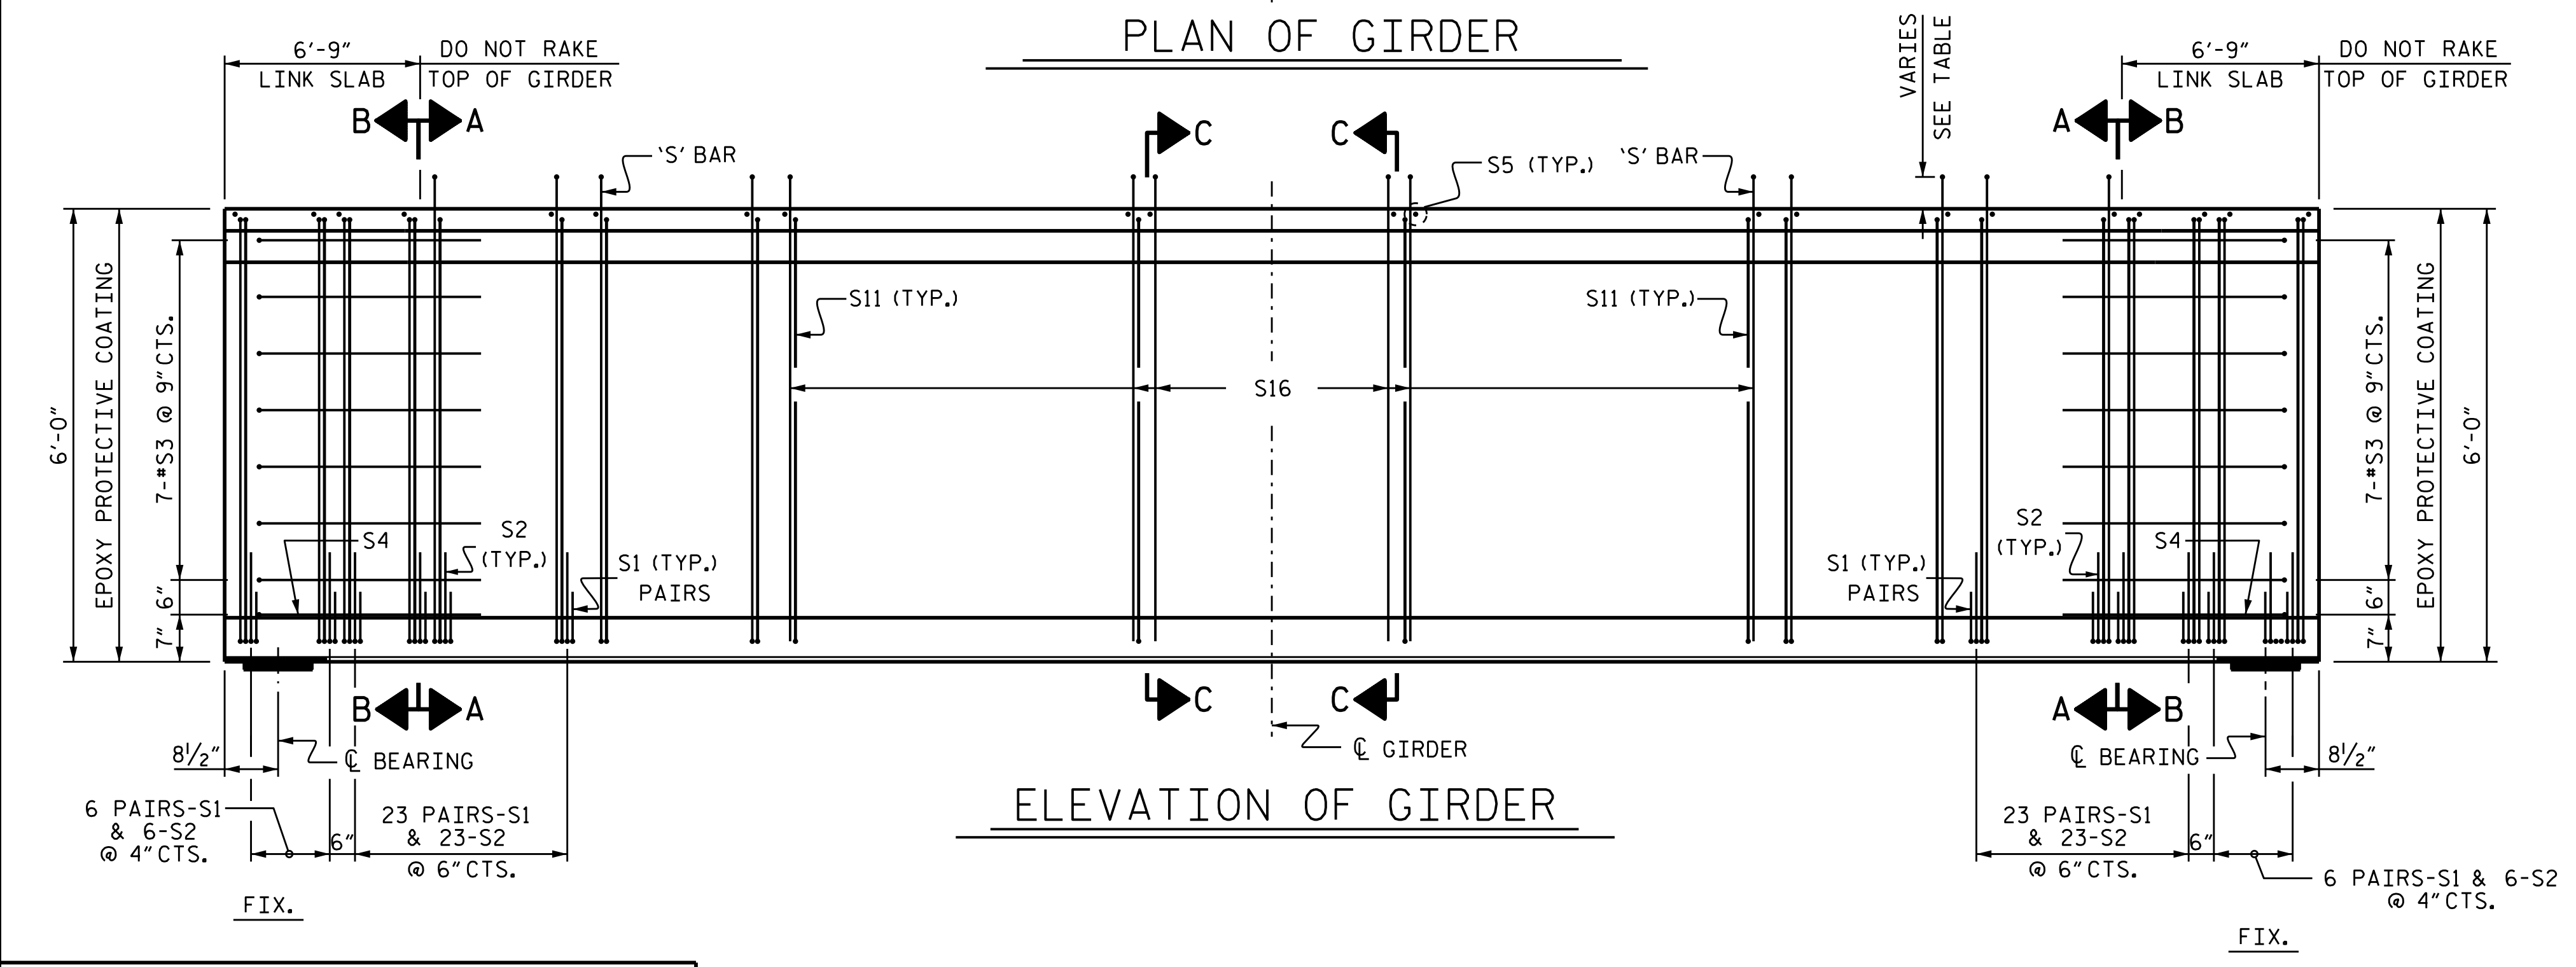 PLAN OF GIRDER
6'-9"
LINK SLAB
DO NOT RAKE
TOP OF GIRDER
VARIES
SEE TABLE
6'-9"
LINK SLAB
DO NOT RAKE
TOP OF GIRDER
B A
C C
A B
'S' BAR
S5 (TYP.)
'S' BAR
S11 (TYP.)
S11 (TYP.)
S16
6'-0"
EPOXY PROTECTIVE COATING
7-#S3 @ 9"CTS.
6"
7"
S4
S2
(TYP.)
S1 (TYP.)
PAIRS
S1 (TYP.)
PAIRS
S2
(TYP.)
S4
7-#S3 @ 9"CTS.
6"
7"
EPOXY PROTECTIVE COATING
6'-0"
B A
C C
A B
8½"
℄ BEARING
℄ GIRDER
℄ BEARING
8½"
ELEVATION OF GIRDER
6 PAIRS-S1
& 6-S2
@ 4"CTS.
6"
23 PAIRS-S1
& 23-S2
@ 6"CTS.
23 PAIRS-S1
& 23-S2
@ 6"CTS.
6"
6 PAIRS-S1 & 6-S2
@ 4"CTS.
FIX.
FIX.